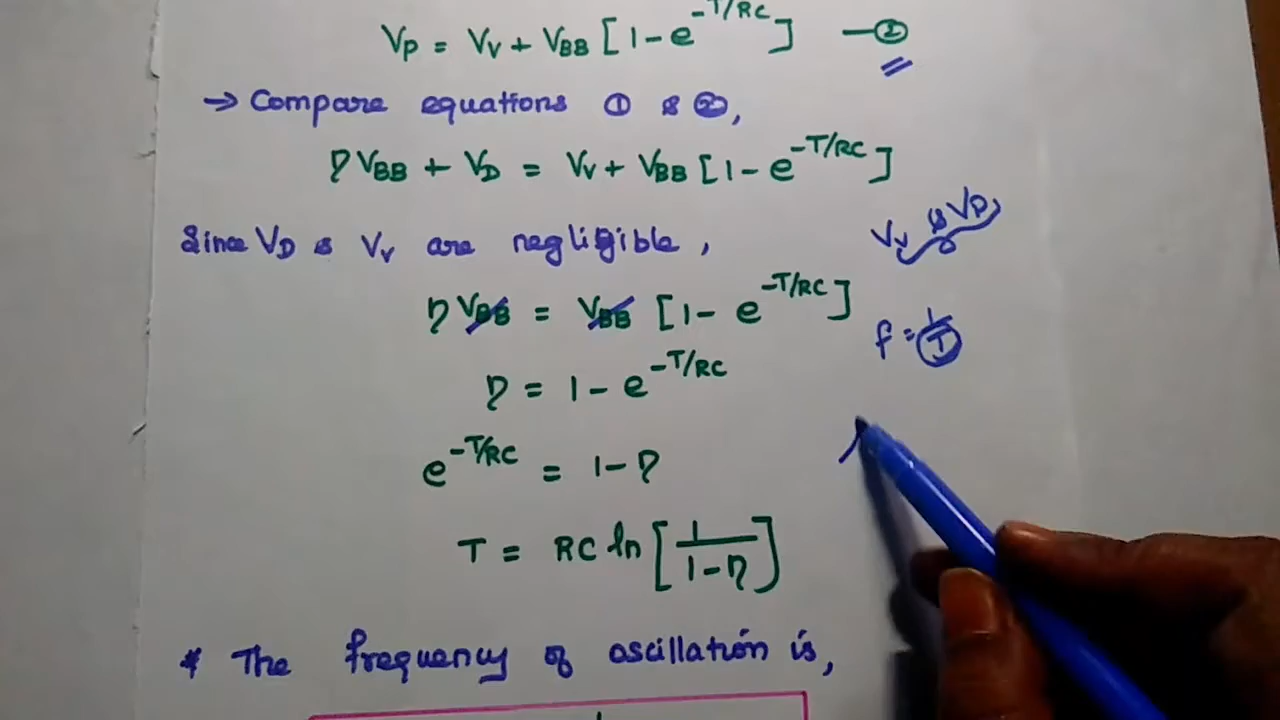 Vp = Vv + VBB [1 - e^-T/RC] — ②
→ Compare equations ① & ②,
ηVBB + VD = Vv + VBB [1 - e^-T/RC]
Vv & VD
Since VD & Vv are negligible,
ηVBB = VBB [1 - e^-T/RC]
f = 1/T
η = 1 - e^-T/RC
e^-T/RC = 1 - η
T = RC ln [1/1-η]
* The frequency of oscillation is,